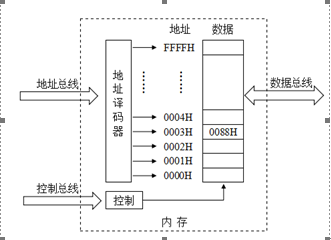 地址 数据
FFFFH
地址总线
地址译码器
数据总线
0004H
0003H 0088H
0002H
0001H
0000H
控制总线
控制
内存